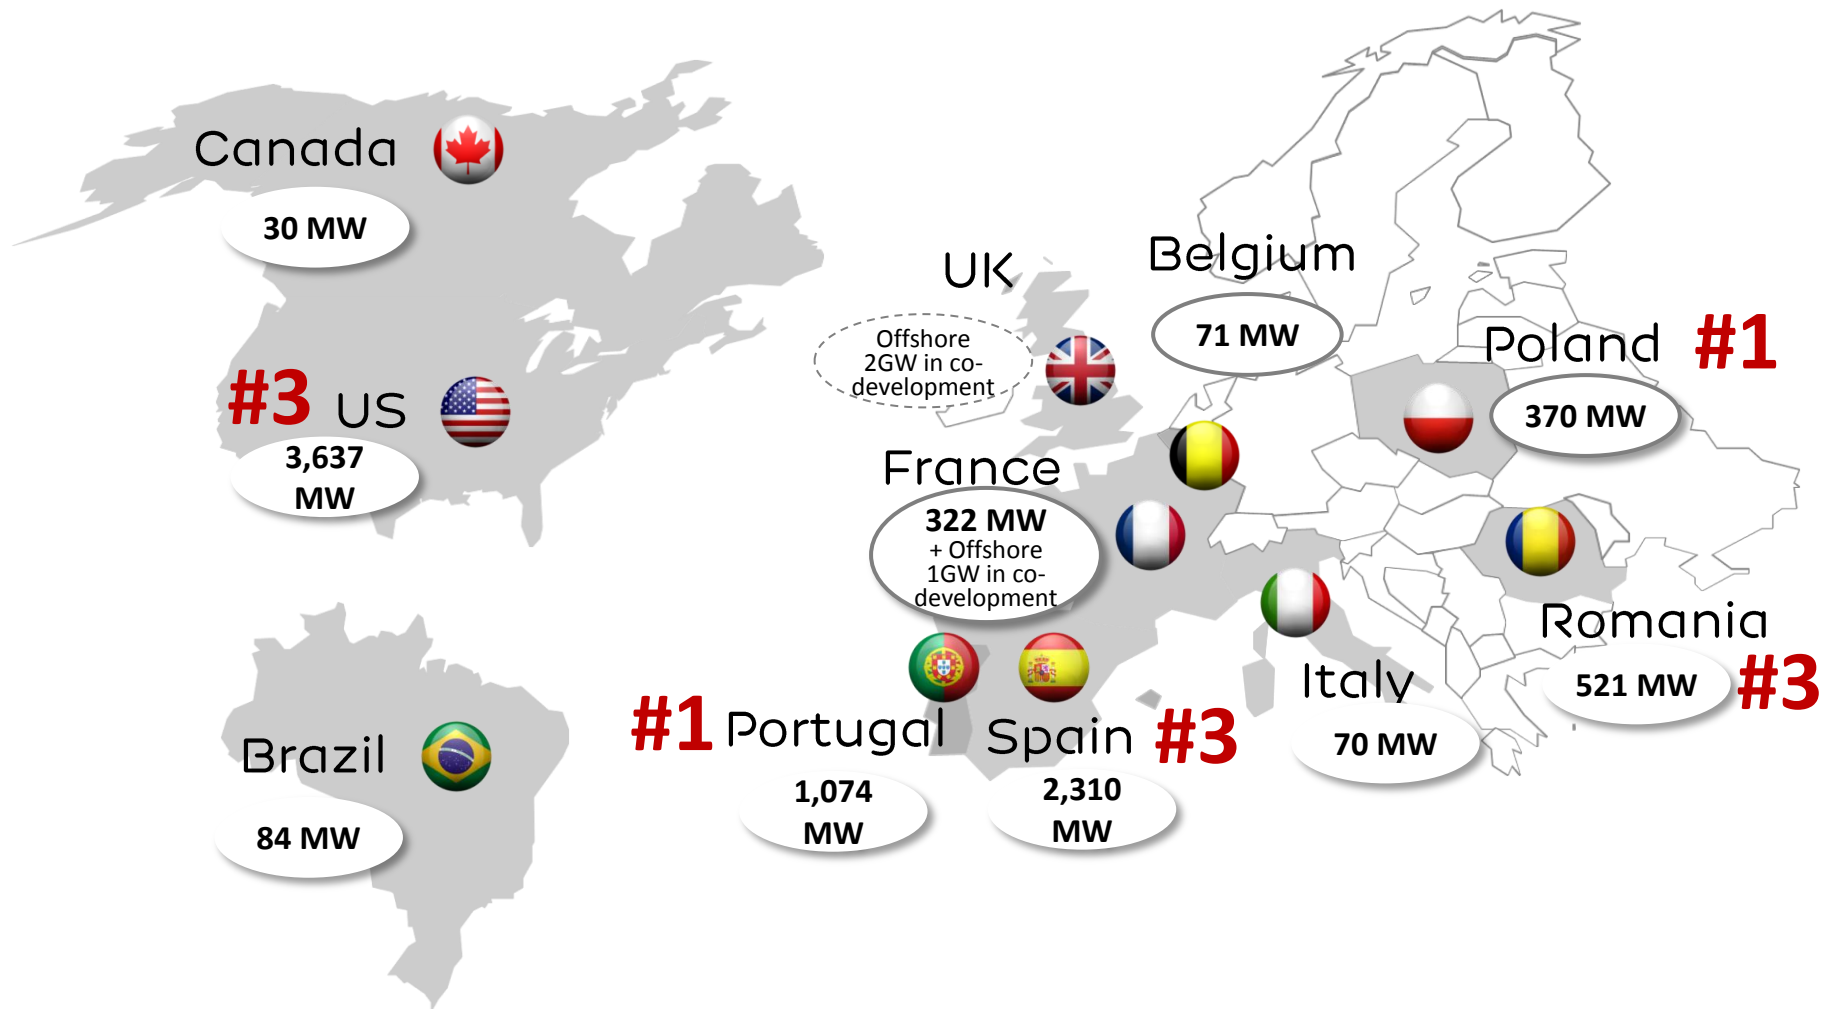 Canada
30 MW
#3 US
3,637
MW
Brazil
84 MW
UK
Offshore
2GW in co-
development
Belgium
71 MW
Poland #1
370 MW
France
322 MW
+ Offshore
1GW in co-
development
Romania
521 MW #3
Italy
70 MW
#1 Portugal
1,074
MW
Spain #3
2,310
MW